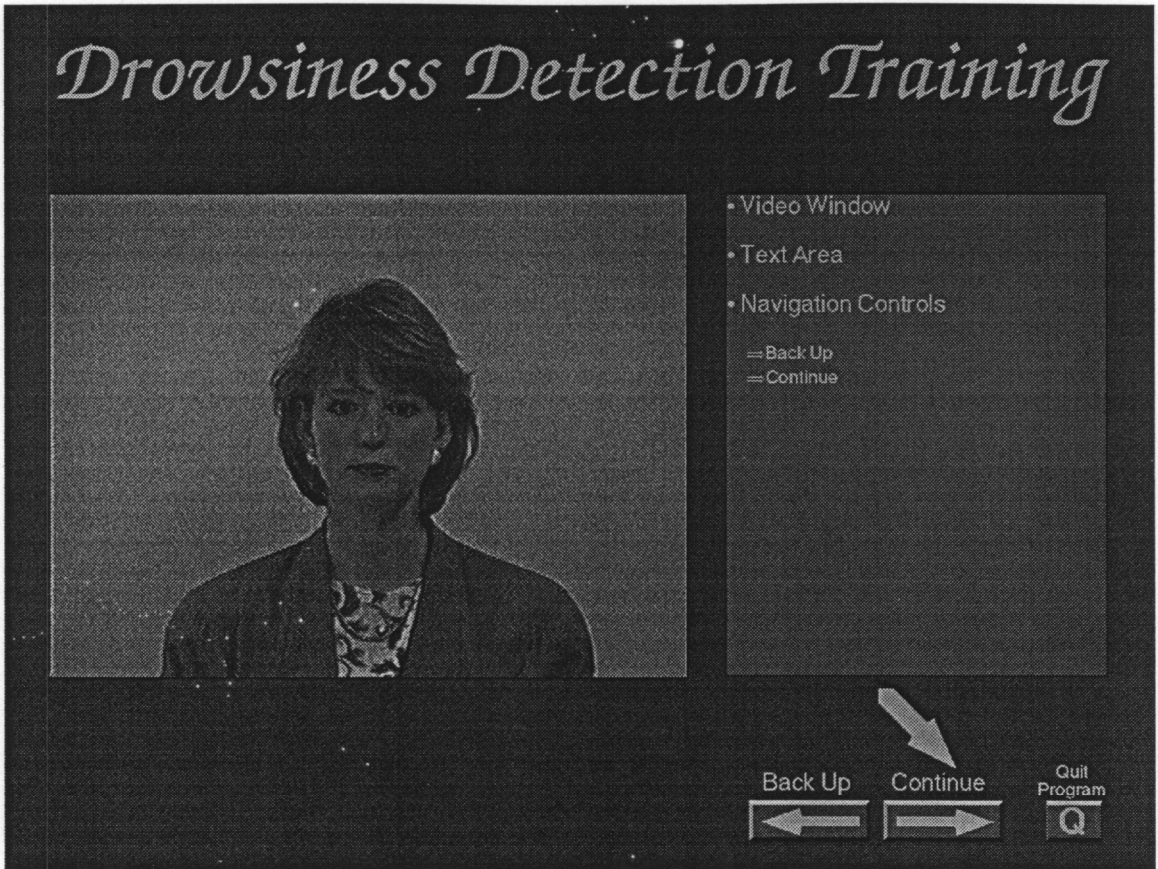 Drowsiness Detection Training
• Video Window
• Text Area
• Navigation Controls
⇒Back Up
⇒Continue
Back Up
Continue
Quit
Program
Q